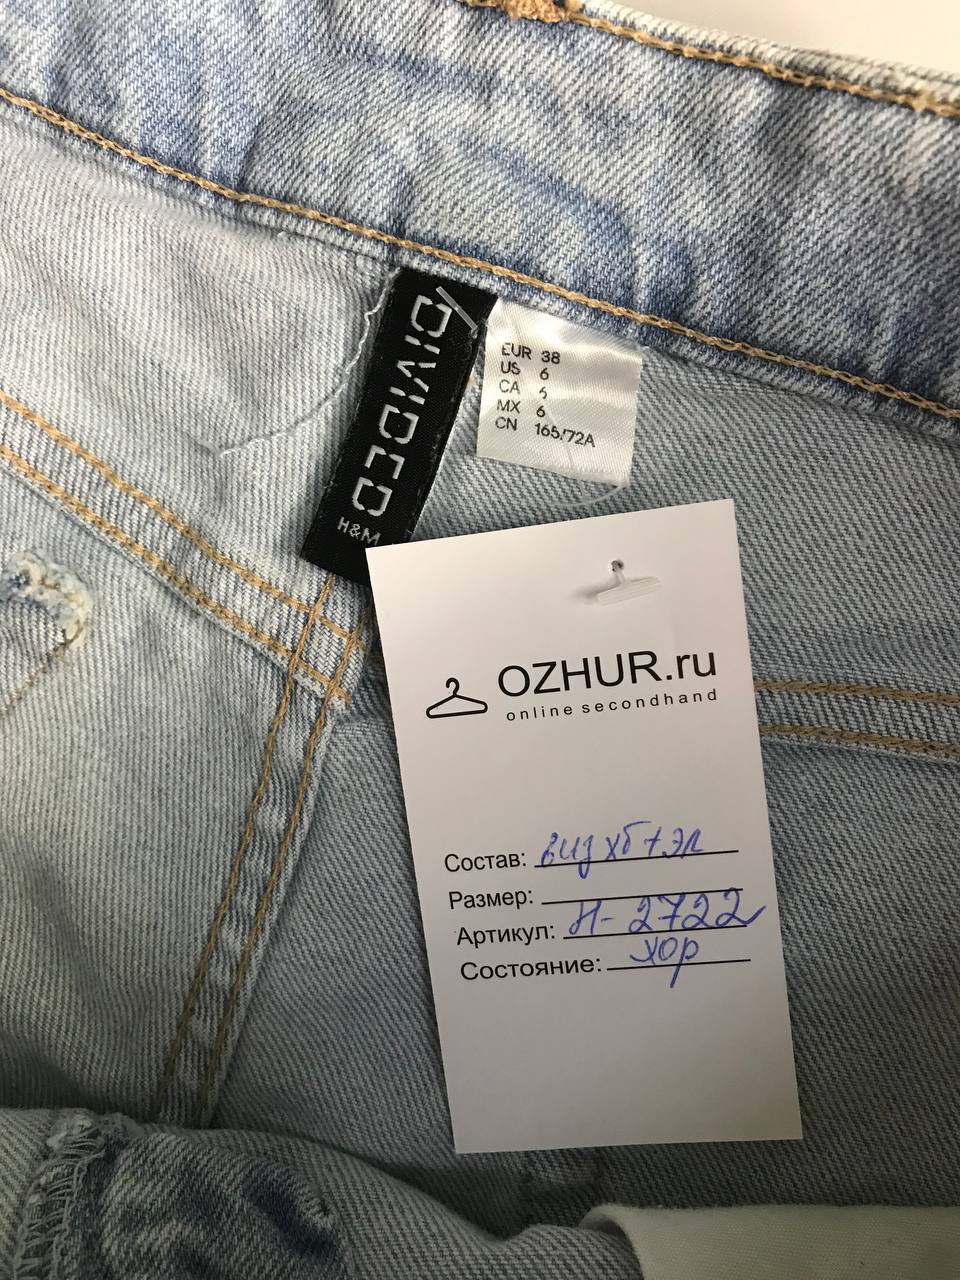 DIVIDED
H&M
EUR 38
US 6
CA 6
MX 6
CN 165/72A
OZHUR.ru
online secondhand
Состав: виз хб + эл
Размер:
Артикул: Н-2722
Состояние: хор